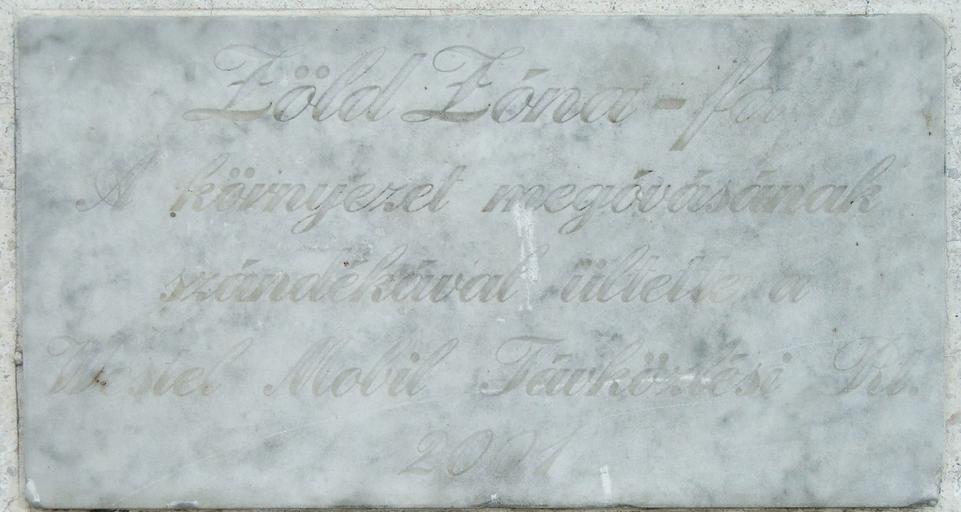 Zöld Zóna - fa
A környezet megóvásának
szándékával ültette a
Westel Mobil Távközlési Rt.
2001